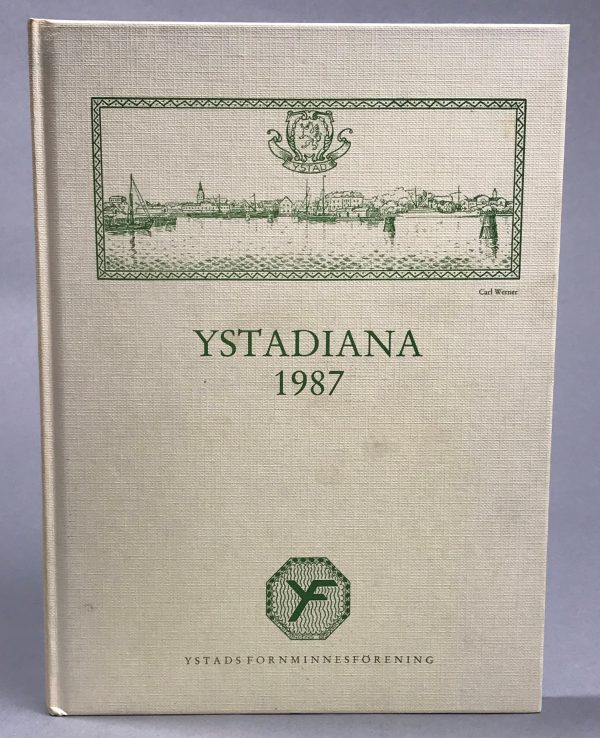 YSTAD
Carl Werner
YSTADIANA
1987
YF
YSTADS FORNMINNESFÖRENING